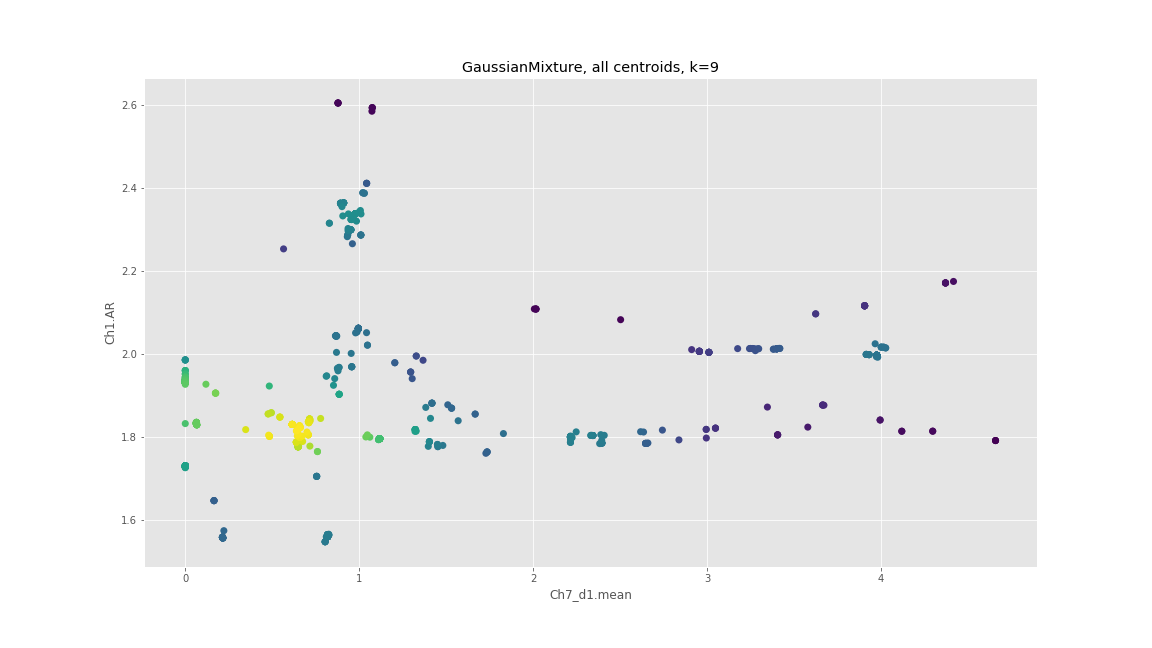 GaussianMixture, all centroids, k=9
2.6
2.4
2.2
2.0
1.8
1.6
Ch1.AR
0 1 2 3 4
Ch7_d1.mean